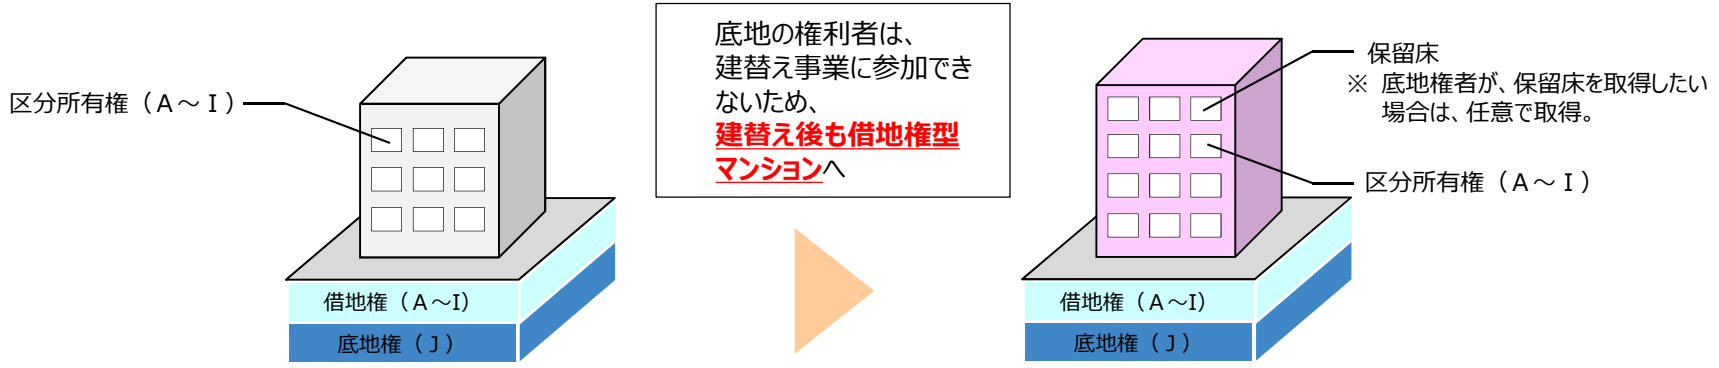 区分所有権（A～I）
借地権（A～I）
底地権（J）
底地の権利者は、
建替え事業に参加でき
ないため、
建替え後も借地権型
マンションへ
保留床
※ 底地権者が、保留床を取得したい
場合は、任意で取得。
区分所有権（A～I）
借地権（A～I）
底地権（J）